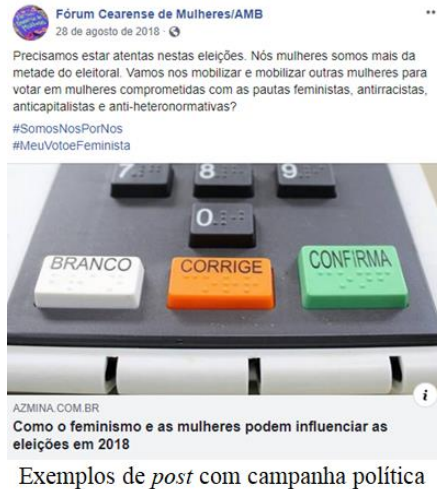 Fórum Cearense de Mulheres/AMB
28 de agosto de 2018 ·
Precisamos estar atentas nestas eleições. Nós mulheres somos mais da
metade do eleitoral. Vamos nos mobilizar e mobilizar outras mulheres para
votar em mulheres comprometidas com as pautas feministas, antirracistas,
anticapitalistas e anti-heteronormativas?
#SomosNosPorNos
#MeuVotoeFeminista
7 8 9
0
BRANCO CORRIGE CONFIRMA
i
AZMINA.COM.BR
Como o feminismo e as mulheres podem influenciar as
eleições em 2018
Exemplos de post com campanha política